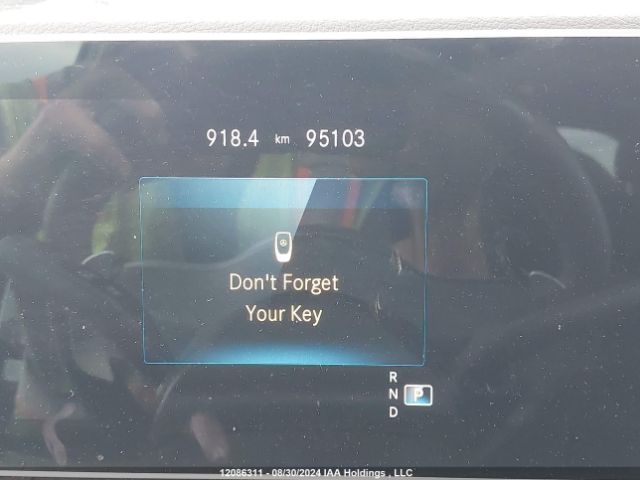 918.4 km 95103
Don't Forget
Your Key
R
N P
D
12086311 - 08/30/2024 IAA Holdings , LLC